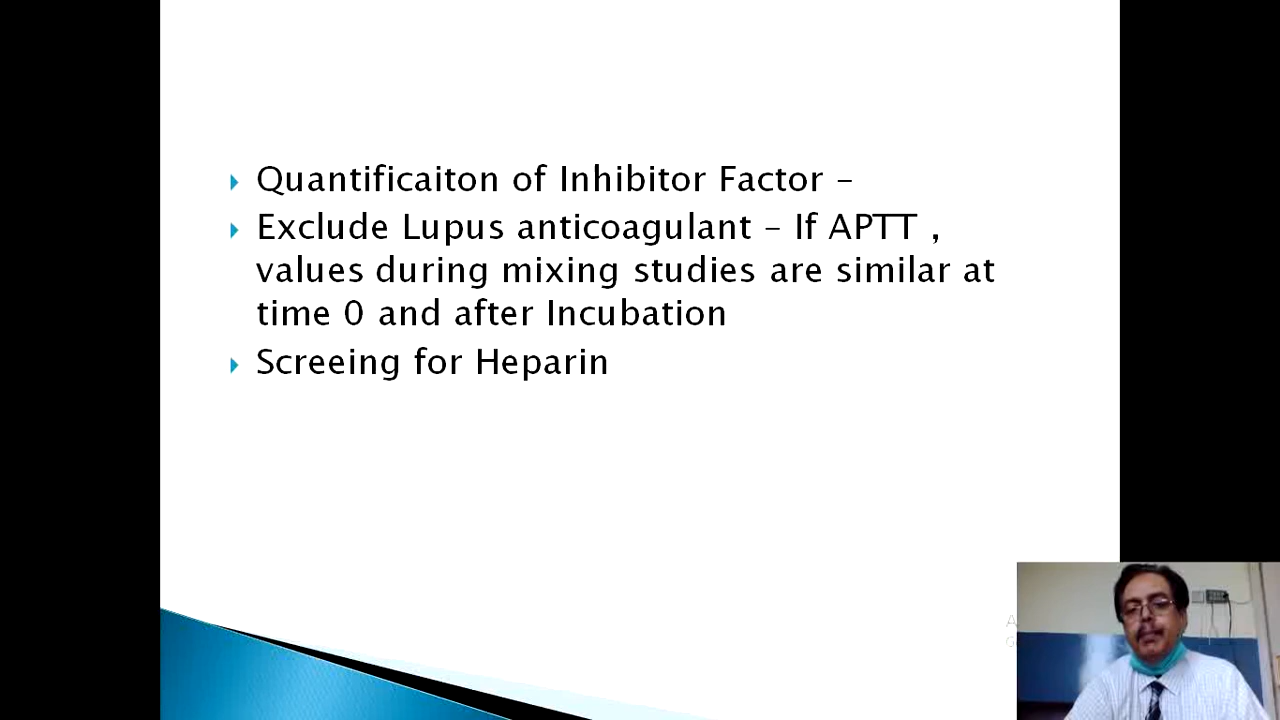 Quantificaiton of Inhibitor Factor –
Exclude Lupus anticoagulant – If APTT ,
values during mixing studies are similar at
time 0 and after Incubation
Screeing for Heparin